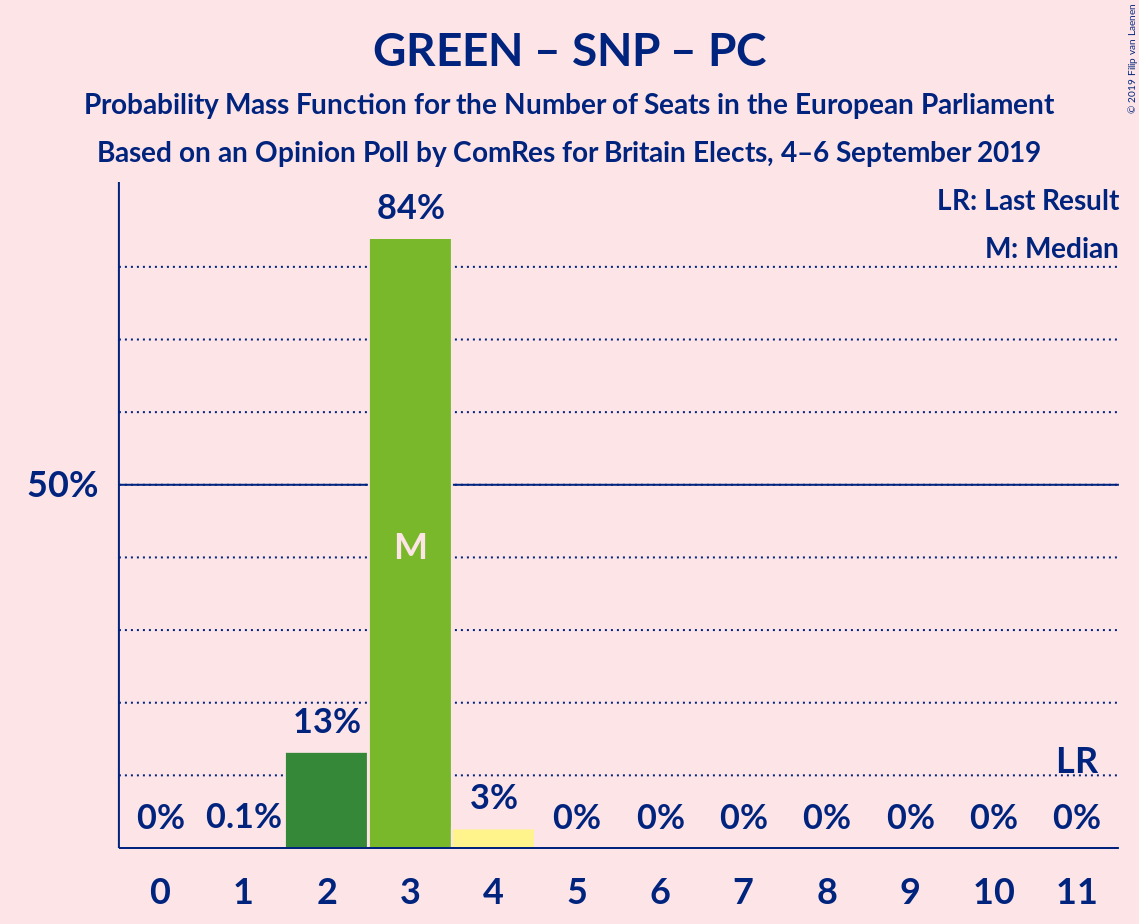 GREEN – SNP – PC
Probability Mass Function for the Number of Seats in the European Parliament
Based on an Opinion Poll by ComRes for Britain Elects, 4–6 September 2019
© 2019 Filip van Laenen
LR: Last Result
M: Median
84%
50%
M
13%
LR
3%
0% 0.1% 0% 0% 0% 0% 0% 0% 0%
0 1 2 3 4 5 6 7 8 9 10 11